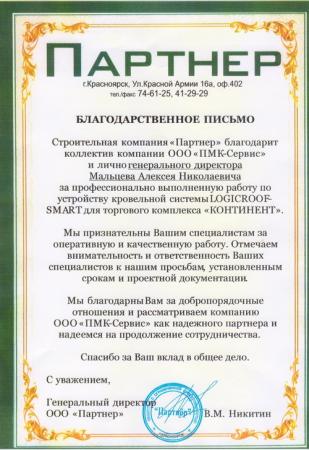 ПАРТНЕР
г.Красноярск, Ул.Красной Армии 16а, оф.402
тел./факс 74-61-25, 41-29-29
БЛАГОДАРСТВЕННОЕ ПИСЬМО
Строительная компания «Партнер» благодарит
коллектив компании ООО «ПМК-Сервис»
и лично генерального директора
Мальцева Алексея Николаевича
за профессионально выполненную работу по
устройству кровельной системы LOGICROOF-
SMART для торгового комплекса «КОНТИНЕНТ».
Мы признательны Вашим специалистам за
оперативную и качественную работу. Отмечаем
внимательность и ответственность Ваших
специалистов к нашим просьбам, установленным
срокам и проектной документации.
Мы благодарны Вам за добропорядочные
отношения и рассматриваем компанию
ООО «ПМК-Сервис» как надежного партнера и
надеемся на продолжение сотрудничества.
Спасибо за Ваш вклад в общее дело.
С уважением,
Генеральный директор
ООО «Партнер»
"Партнер"
В.М. Никитин